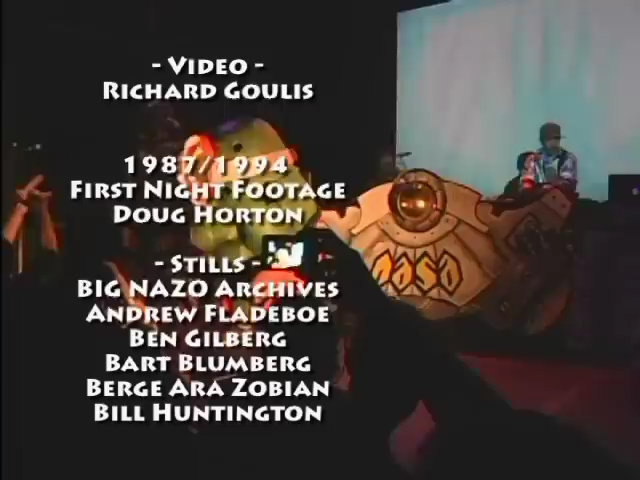 - Video -
Richard Goulis
1987/1994
First Night Footage
Doug Horton
- Stills -
BIG NAZO Archives
Andrew Fladeboe
Ben Gilberg
Bart Blumberg
Berge Ara Zobian
Bill Huntington
nasa